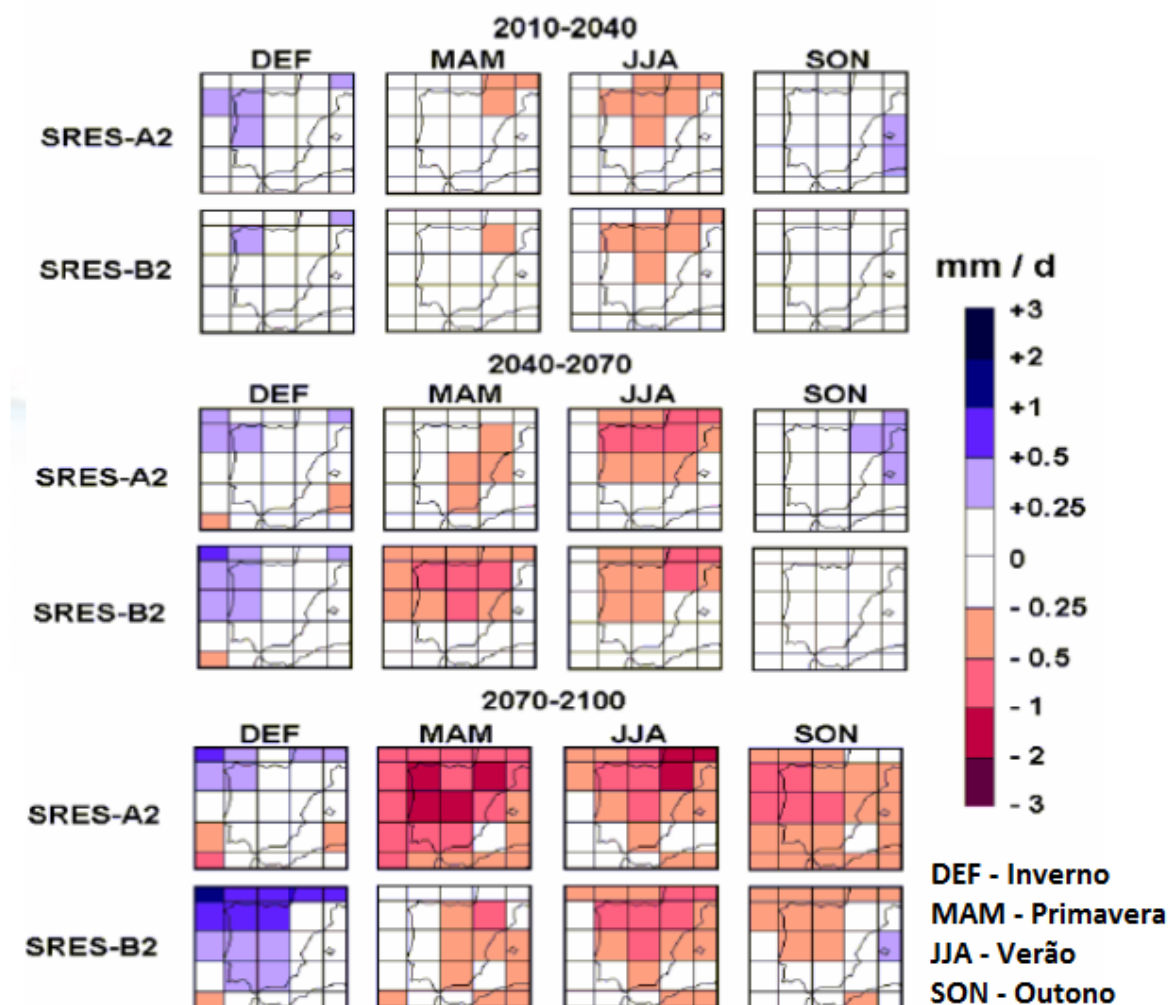 2010-2040
DEF MAM JJA SON
SRES-A2
SRES-B2
2040-2070
DEF MAM JJA SON
SRES-A2
SRES-B2
2070-2100
DEF MAM JJA SON
SRES-A2
SRES-B2
mm / d
+3
+2
+1
+0.5
+0.25
0
- 0.25
- 0.5
- 1
- 2
- 3
DEF - Inverno
MAM - Primavera
JJA - Verão
SON - Outono